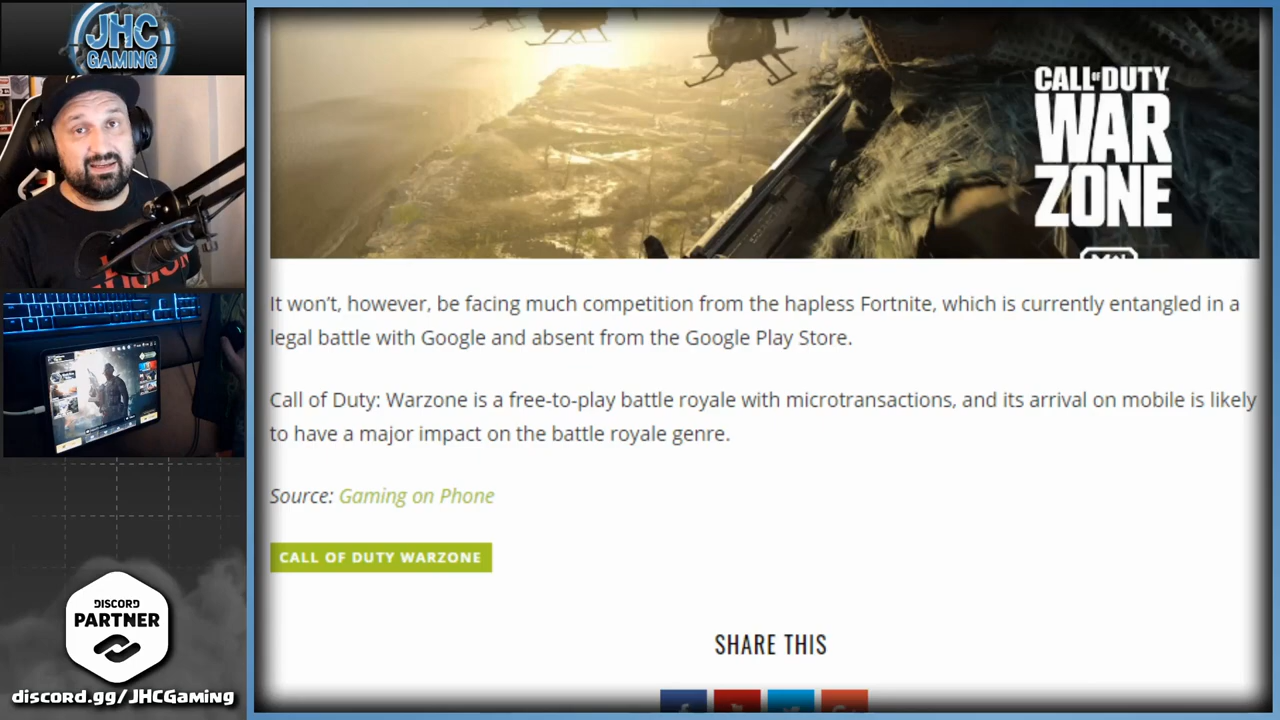 JHC
GAMING
CALL OF DUTY
WAR
ZONE
It won’t, however, be facing much competition from the hapless Fortnite, which is currently entangled in a
legal battle with Google and absent from the Google Play Store.
Call of Duty: Warzone is a free-to-play battle royale with microtransactions, and its arrival on mobile is likely
to have a major impact on the battle royale genre.
Source: Gaming on Phone
CALL OF DUTY WARZONE
SHARE THIS
DISCORD
PARTNER
discord.gg/JHCGaming